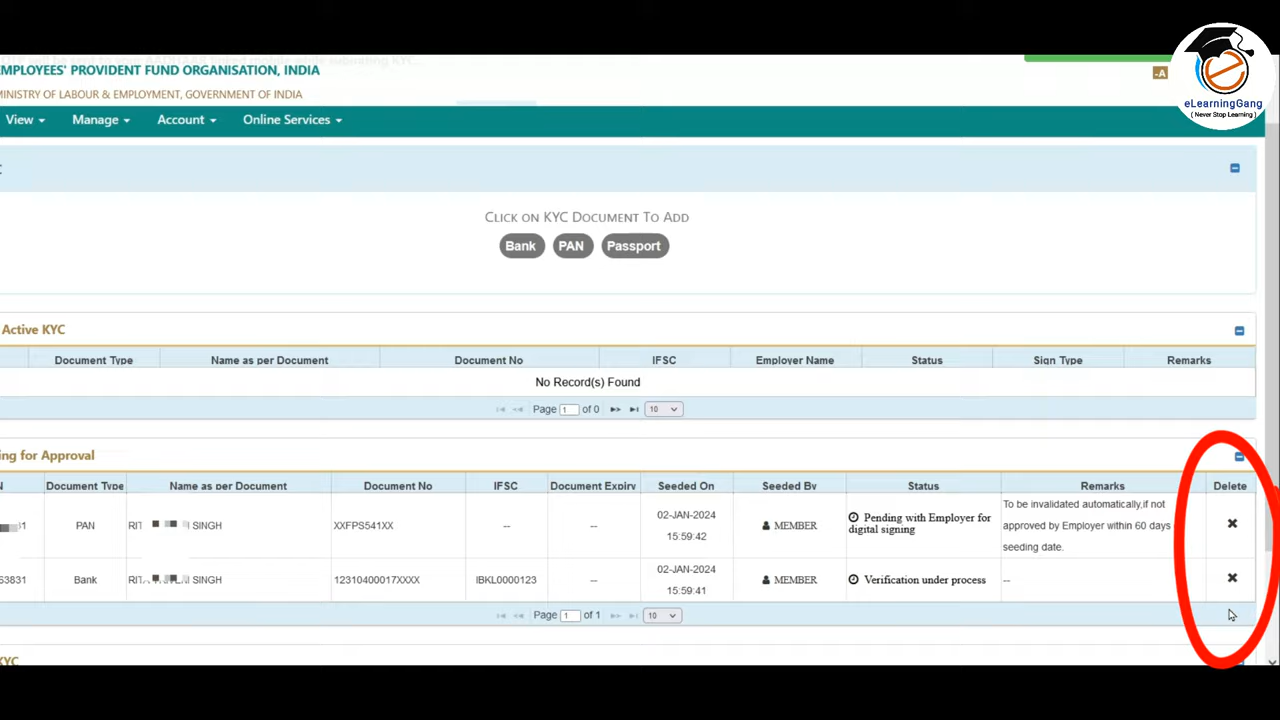 EMPLOYEES' PROVIDENT FUND ORGANISATION, INDIA
MINISTRY OF LABOUR & EMPLOYMENT, GOVERNMENT OF INDIA
-A
eLearningGang
( Never Stop Learning )
View Manage Account Online Services
CLICK ON KYC DOCUMENT TO ADD
Bank PAN Passport
Active KYC
Document Type Name as per Document Document No IFSC Employer Name Status Sign Type Remarks
No Record(s) Found
Page 1 of 0 10
ing for Approval
N Document Type Name as per Document Document No IFSC Document Expiry Seeded On Seeded By Status Remarks Delete
1 PAN SINGH XXFPS541XX -- -- 02-JAN-2024 15:59:42 MEMBER Pending with Employer for digital signing To be invalidated automatically,if not approved by Employer within 60 days seeding date.
53831 Bank SINGH 12310400017XXXX IBKL0000123 -- 02-JAN-2024 15:59:41 MEMBER Verification under process --
Page 1 of 1 10
KYC